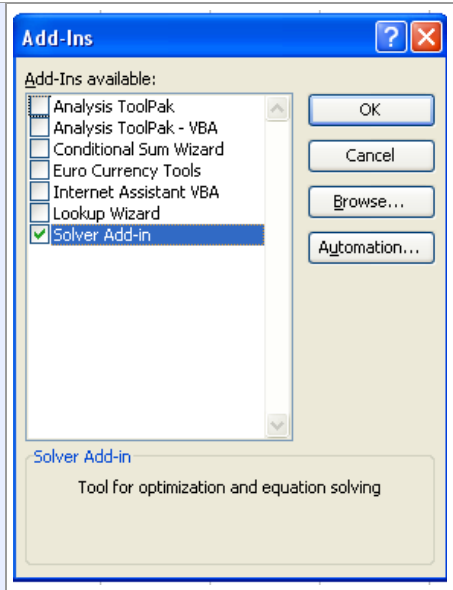 Add-Ins
?
Add-Ins available:
Analysis ToolPak
Analysis ToolPak - VBA
Conditional Sum Wizard
Euro Currency Tools
Internet Assistant VBA
Lookup Wizard
Solver Add-in
OK
Cancel
Browse...
Automation...
Solver Add-in
Tool for optimization and equation solving